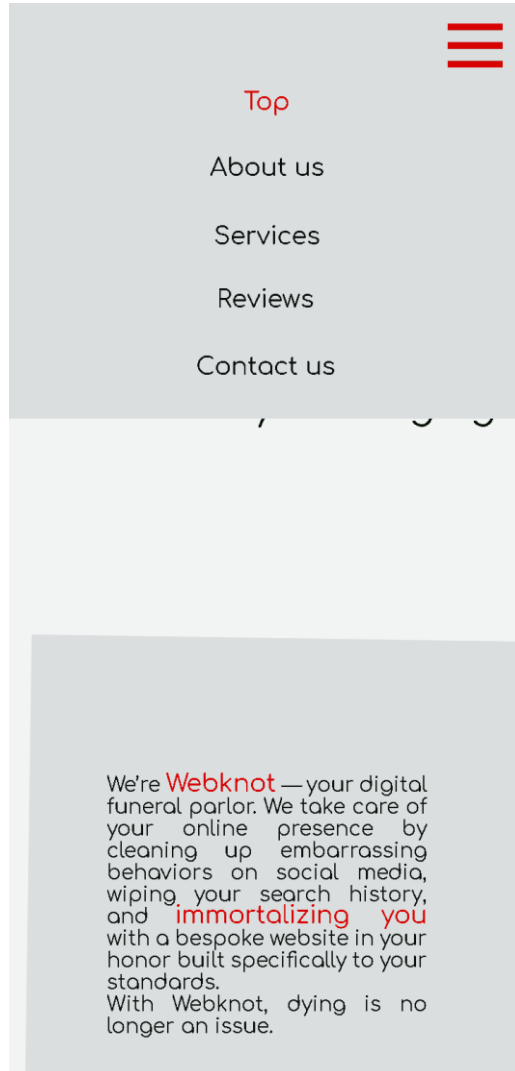 Top
About us
Services
Reviews
Contact us
We're Webknot — your digital
funeral parlor. We take care of
your online presence by
cleaning up embarrassing
behaviors on social media,
wiping your search history,
and immortalizing you
with a bespoke website in your
honor built specifically to your
standards.
With Webknot, dying is no
longer an issue.